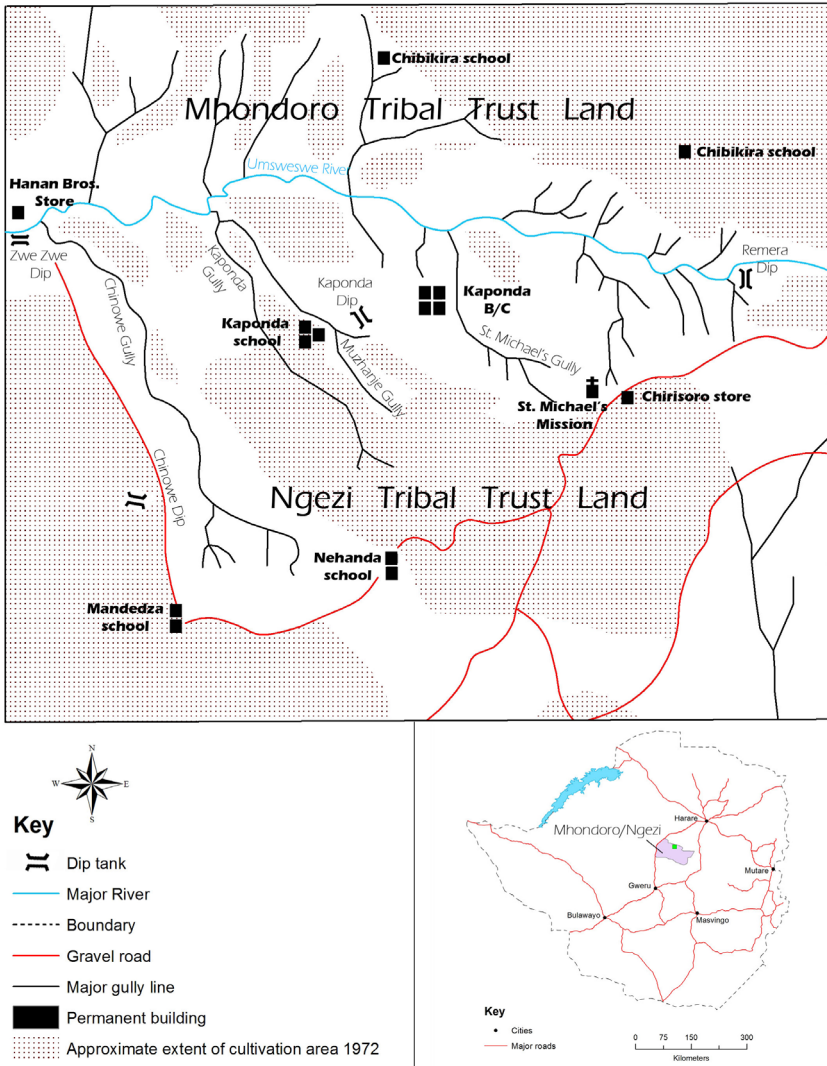 Chibikira school
Mhondoro Tribal Trust Land
Chibikira school
Umsweswe River
Hanan Bros.
Store
Zwe Zwe
Dip
Kaponda
Gully
Kaponda
Dip
Remera
Dip
Chinowe Gully
Kaponda
B/C
Kaponda
school
Muzhanje Gully
St. Michael's Gully
St. Michael's
Mission
Chirisoro store
Chinowe Dip
Ngezi Tribal Trust Land
Nehanda
school
Mandedza
school
N
W
E
S
Key
Dip tank
Major River
Boundary
Gravel road
Major gully line
Permanent building
Approximate extent of cultivation area 1972
Harare
Mhondoro/Ngezi
Mutare
Gweru
Bulawayo
Masvingo
Key
Cities
Major roads
0 75 150 300
Kilometers